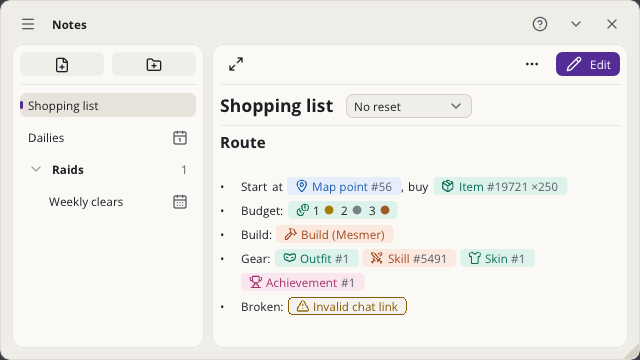 Notes
Edit
Shopping list
Dailies
Raids 1
Weekly clears
Shopping list No reset
Route
• Start at Map point #56 , buy Item #19721 ×250
• Budget: 1 2 3
• Build: Build (Mesmer)
• Gear: Outfit #1 Skill #5491 Skin #1
Achievement #1
• Broken: Invalid chat link